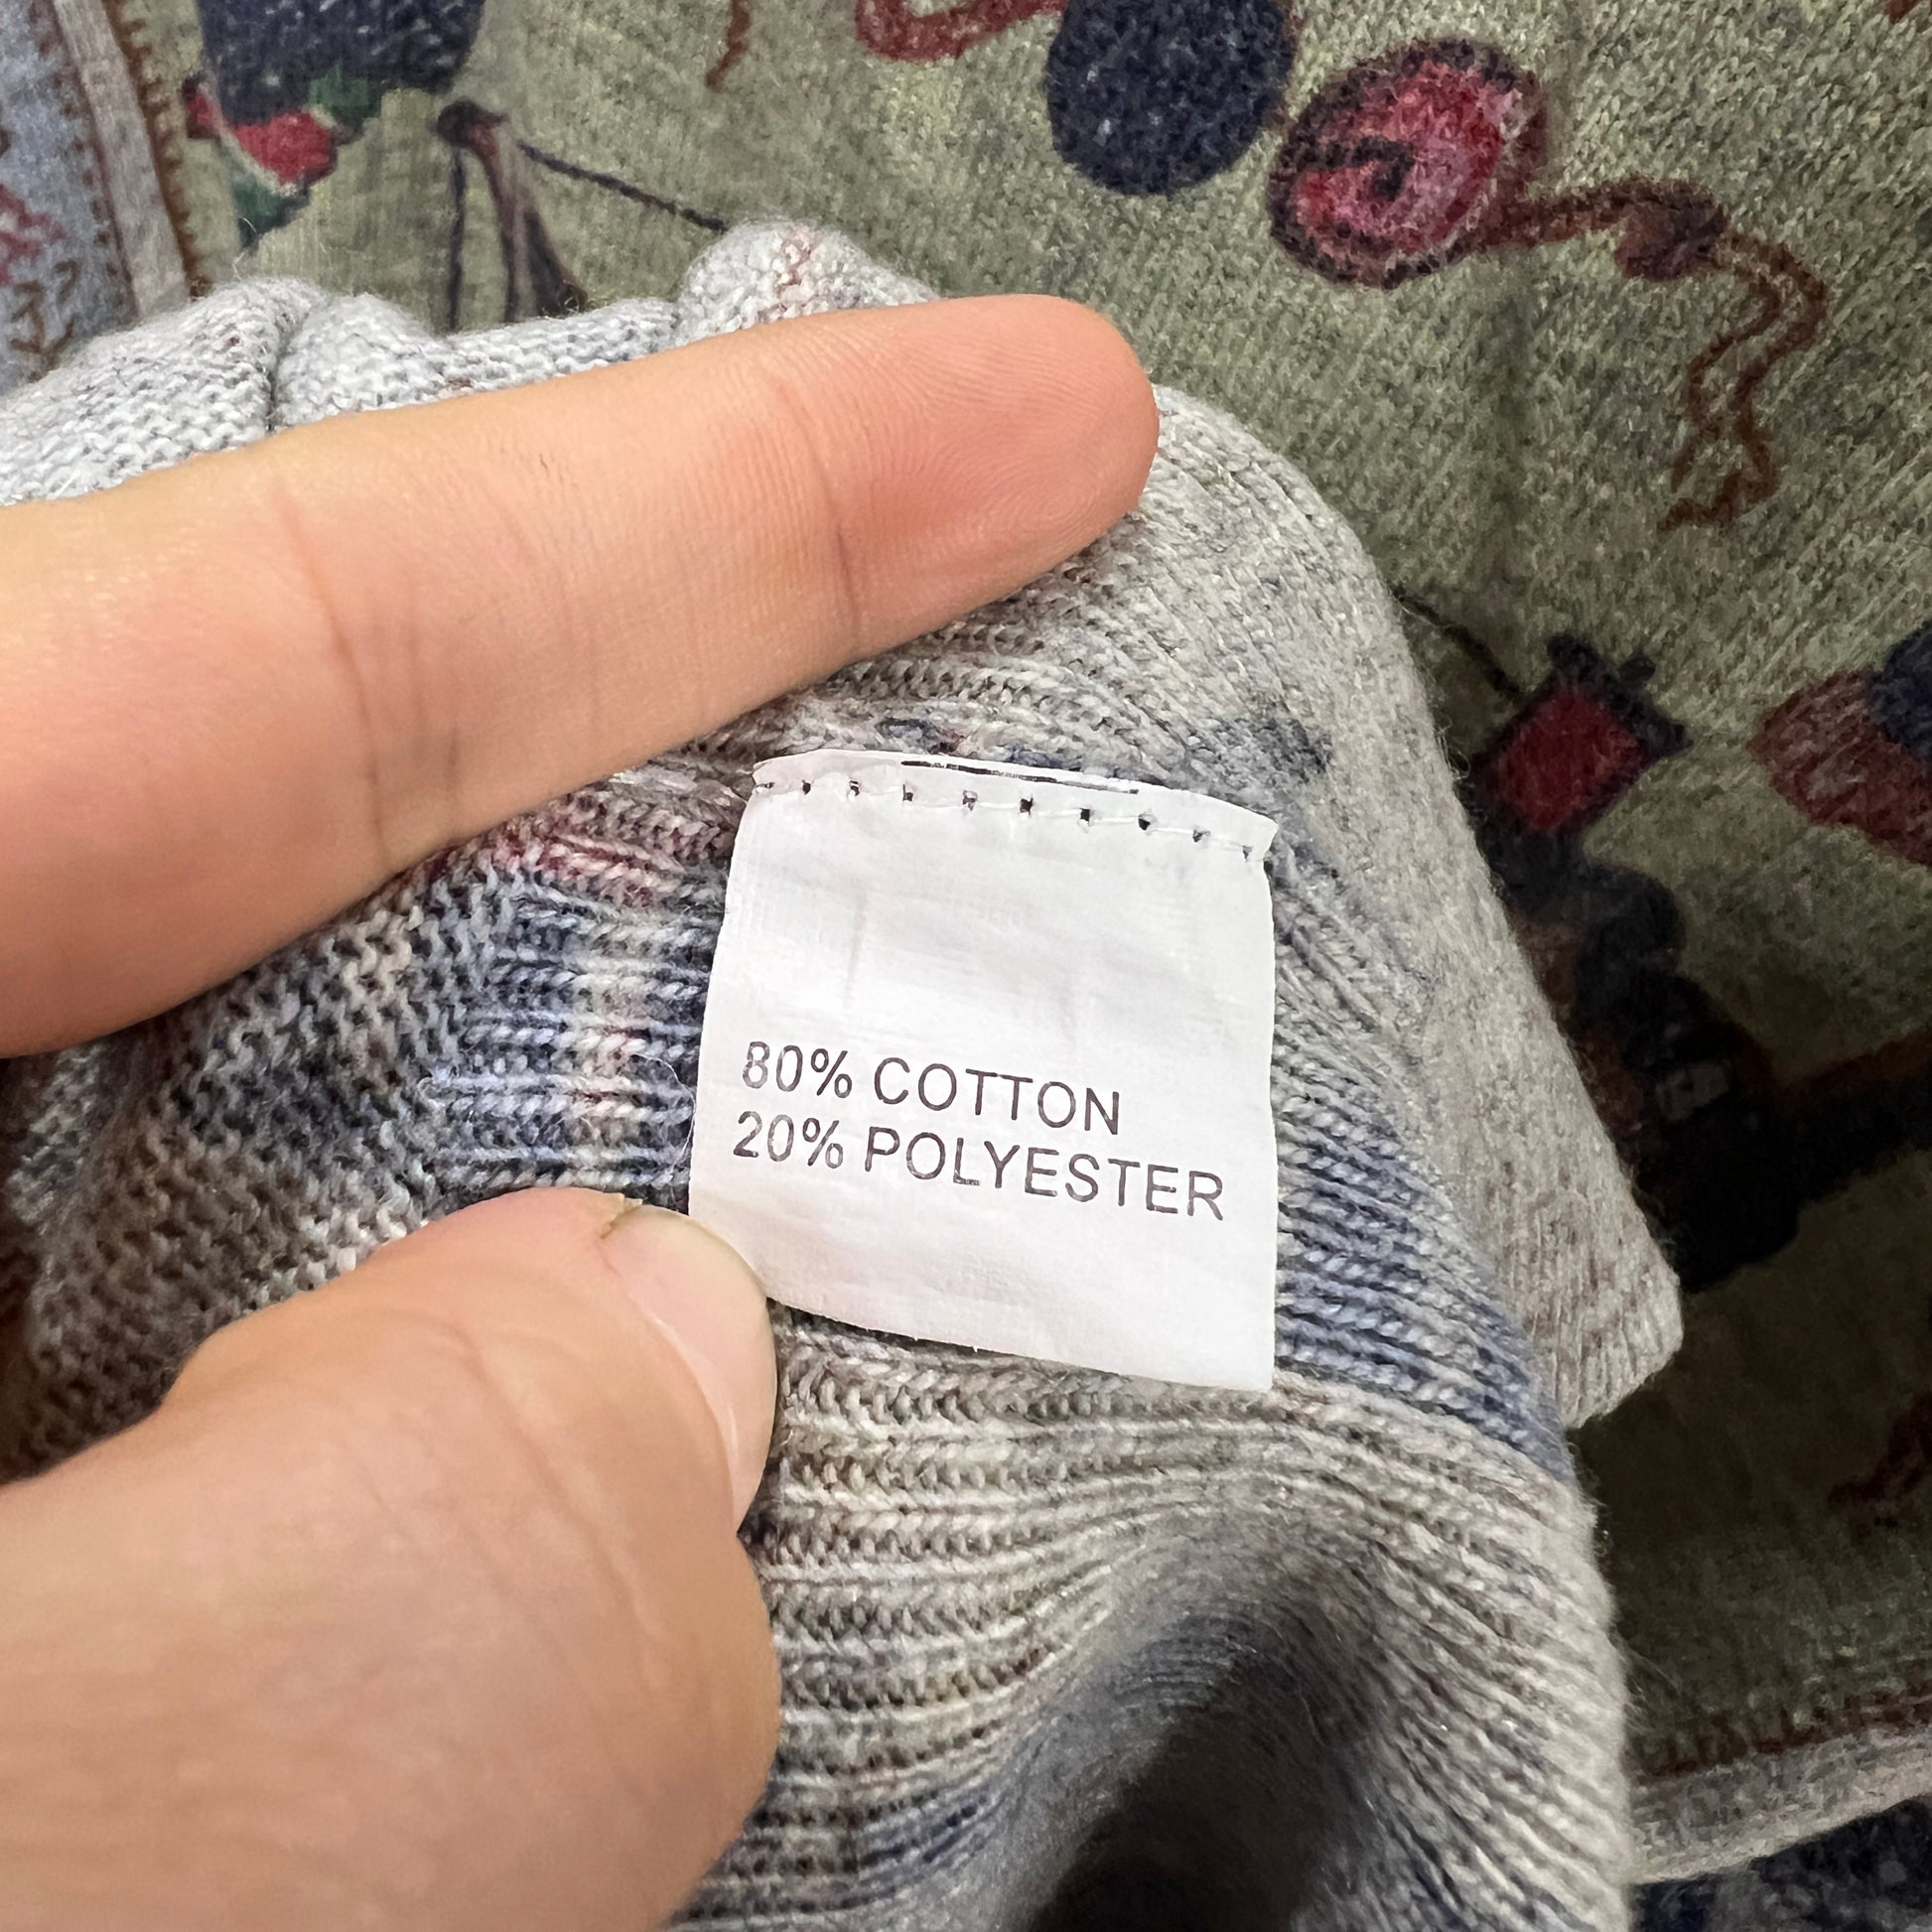 80% COTTON
20% POLYESTER